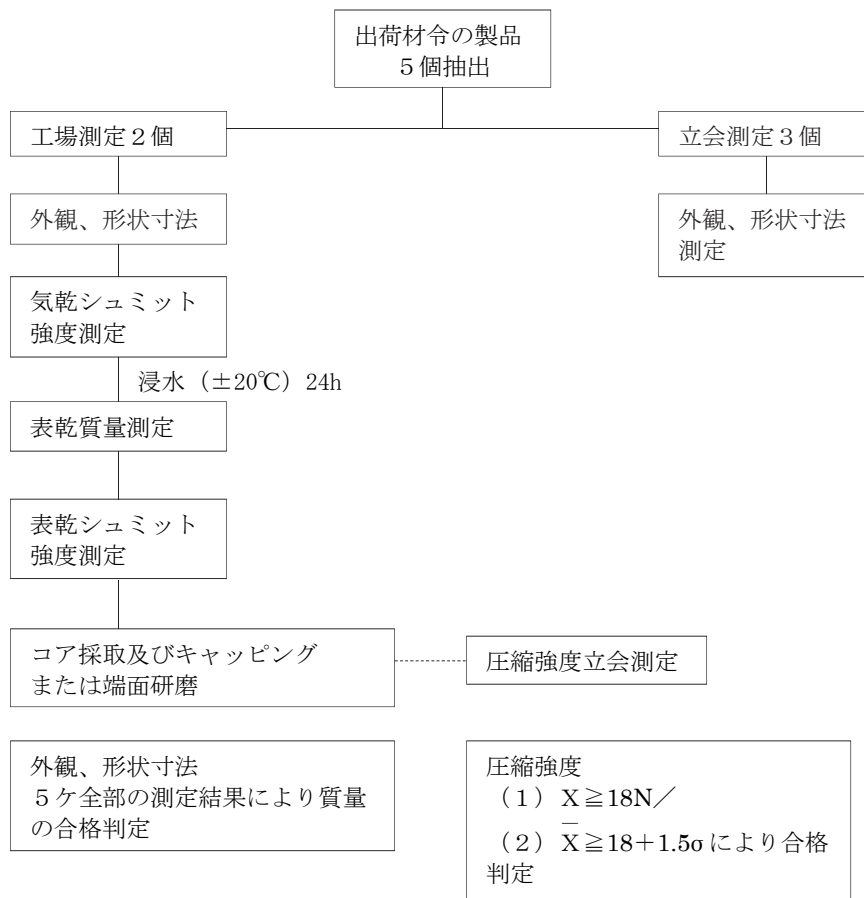 出荷材令の製品
５個抽出
工場測定２個
立会測定３個
外観、形状寸法
外観、形状寸法
測定
気乾シュミット
強度測定
浸水（±20℃）24h
表乾質量測定
表乾シュミット
強度測定
コア採取及びキャッピング
または端面研磨
圧縮強度立会測定
外観、形状寸法
５ケ全部の測定結果により質量
の合格判定
圧縮強度
（１）X≧18N／
（２）X̄≧18＋1.5σにより合格
判定